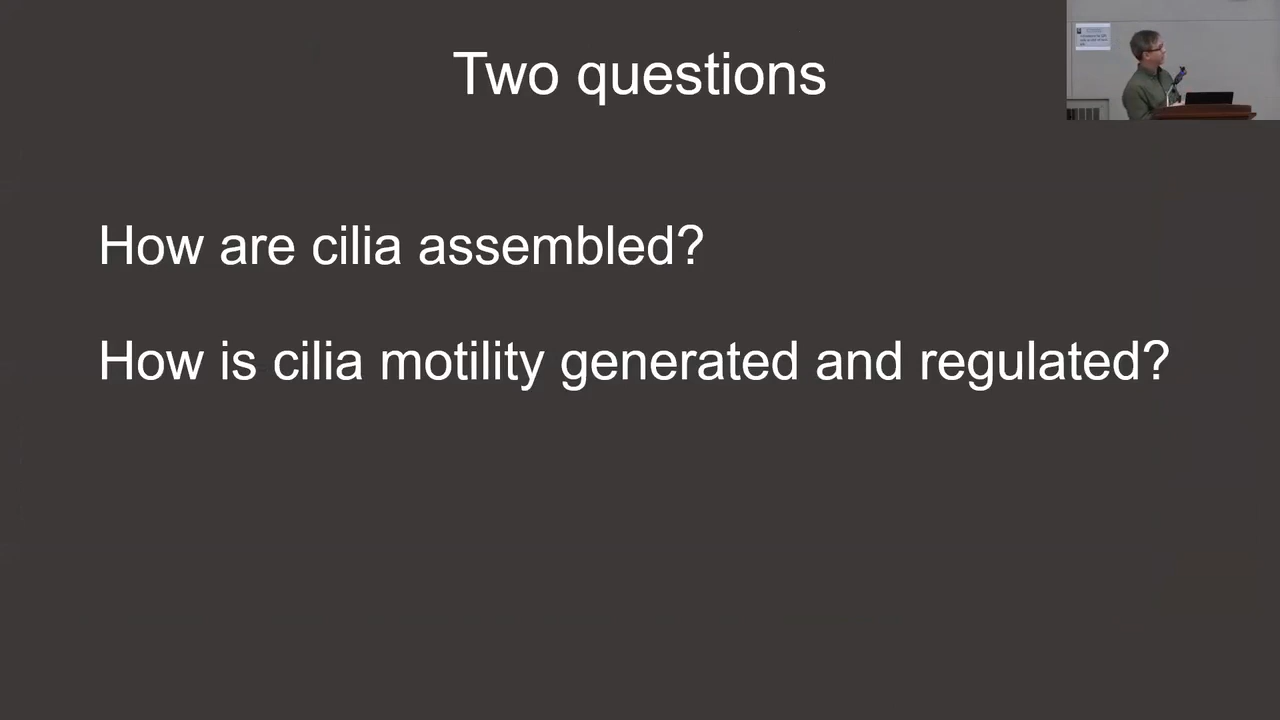 Two questions
How are cilia assembled?
How is cilia motility generated and regulated?